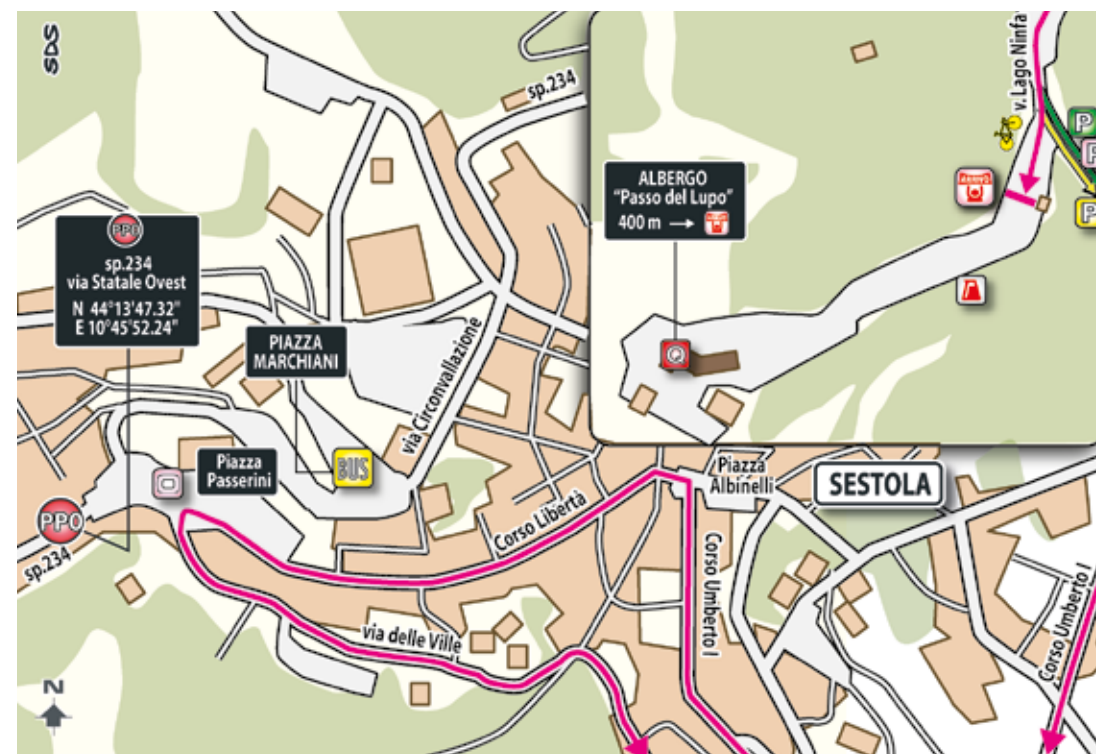 SDS
sp.234
v. Lago Ninfa
P
P
ARRIVO
ALBERGO
"Passo del Lupo"
400 m →
PPO
sp.234
via Statale Ovest
N 44°13'47.32"
E 10°45'52.24"
PIAZZA
MARCHIANI
via Circonvallazione
Q
Piazza
Passerini
BUS
Piazza
Albinelli
SESTOLA
PPO
sp.234
Corso Libertà
Corso Umberto I
Corso Umberto I
via delle Ville
N